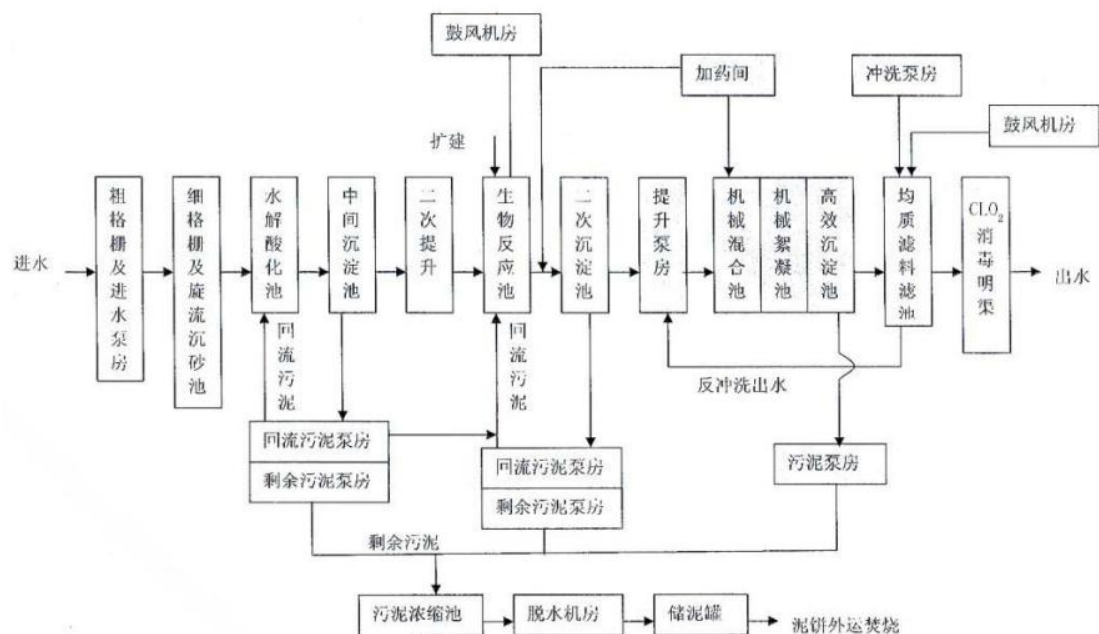 鼓风机房
加药间
冲洗泵房
鼓风机房
扩建
进水
粗格栅及进水泵房
细格栅及旋流沉砂池
水解酸化池
中间沉淀池
二次提升
生物反应池
二次沉淀池
提升泵房
机械混合池
机械絮凝池
高效沉淀池
均质滤料滤池
CLO₂消毒明渠
出水
回流污泥
回流污泥
反冲洗出水
回流污泥泵房
剩余污泥泵房
回流污泥泵房
剩余污泥泵房
污泥泵房
剩余污泥
污泥浓缩池
脱水机房
储泥罐
泥饼外运焚烧